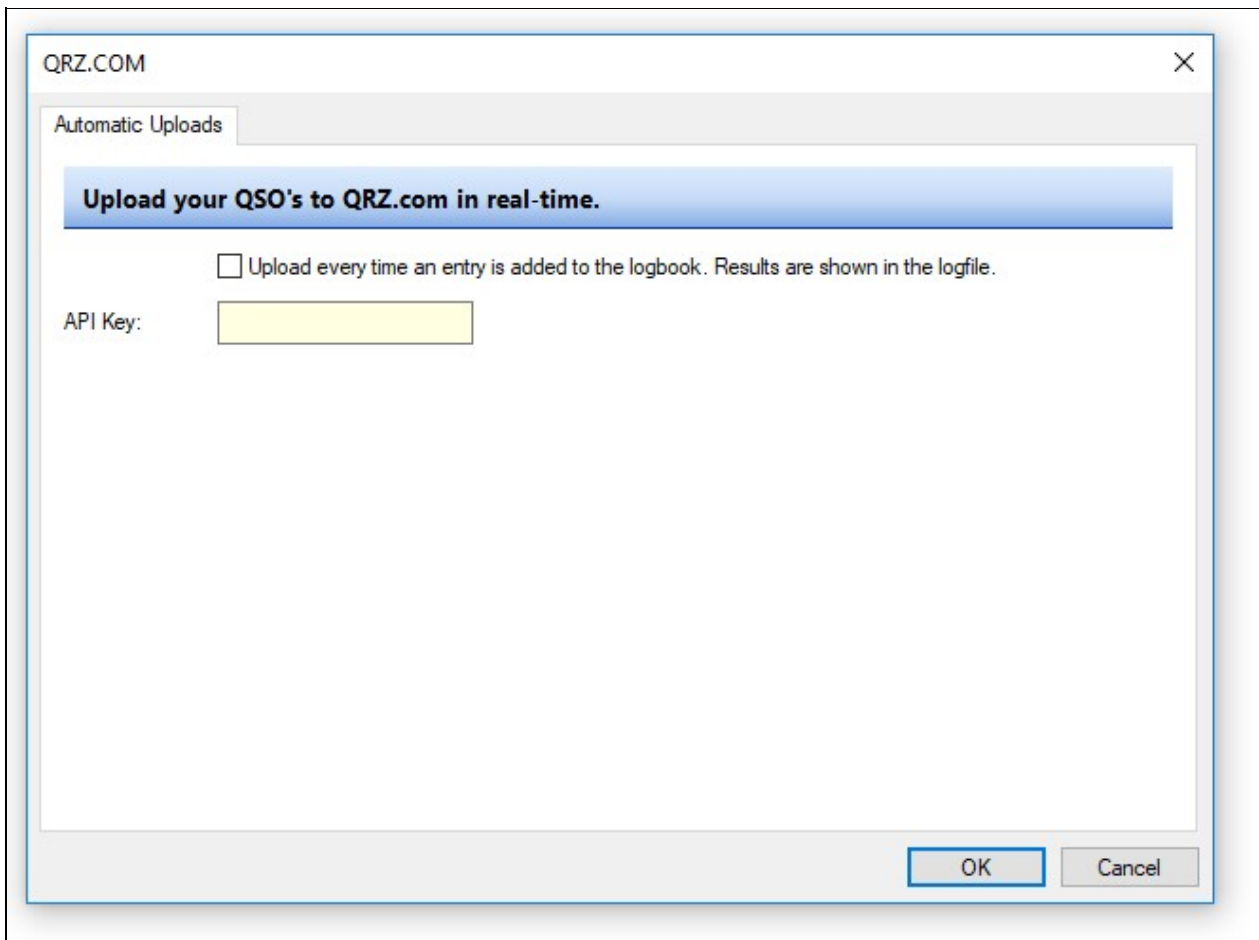 QRZ.COM
Automatic Uploads
Upload your QSO's to QRZ.com in real-time.
Upload every time an entry is added to the logbook. Results are shown in the logfile.
API Key:
OK Cancel